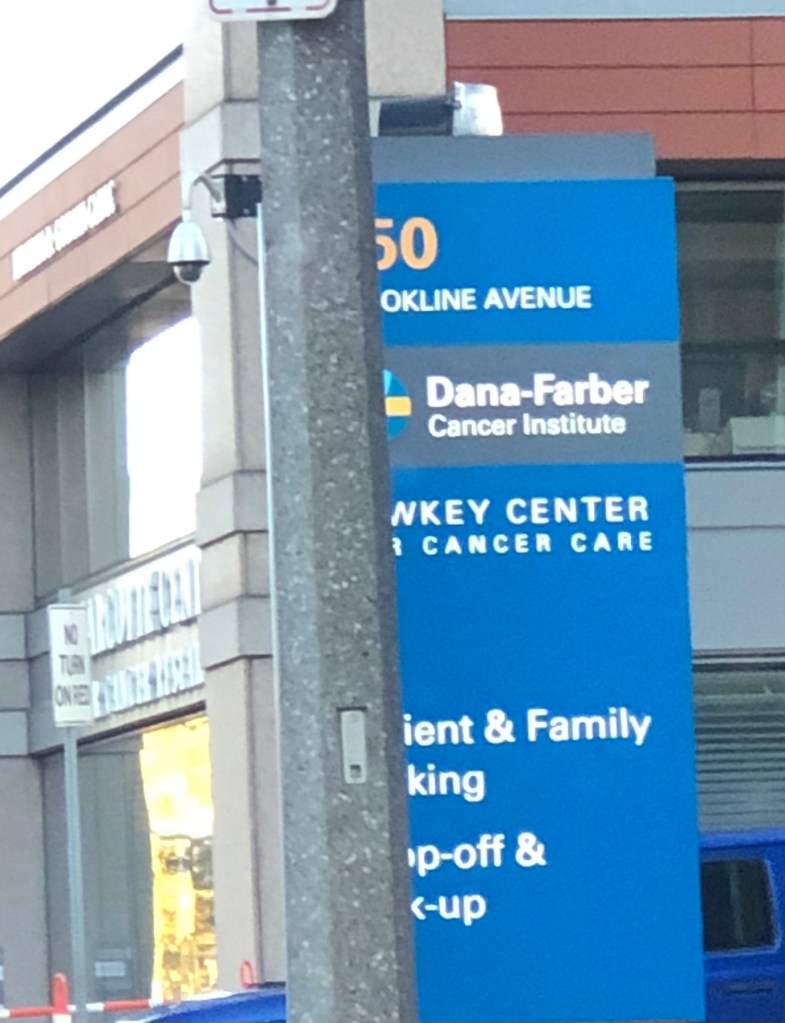 50
OKLINE AVENUE
Dana-Farber
Cancer Institute
WKEY CENTER
R CANCER CARE
NO
TURN
ON RED
ient & Family
king
op-off &
k-up